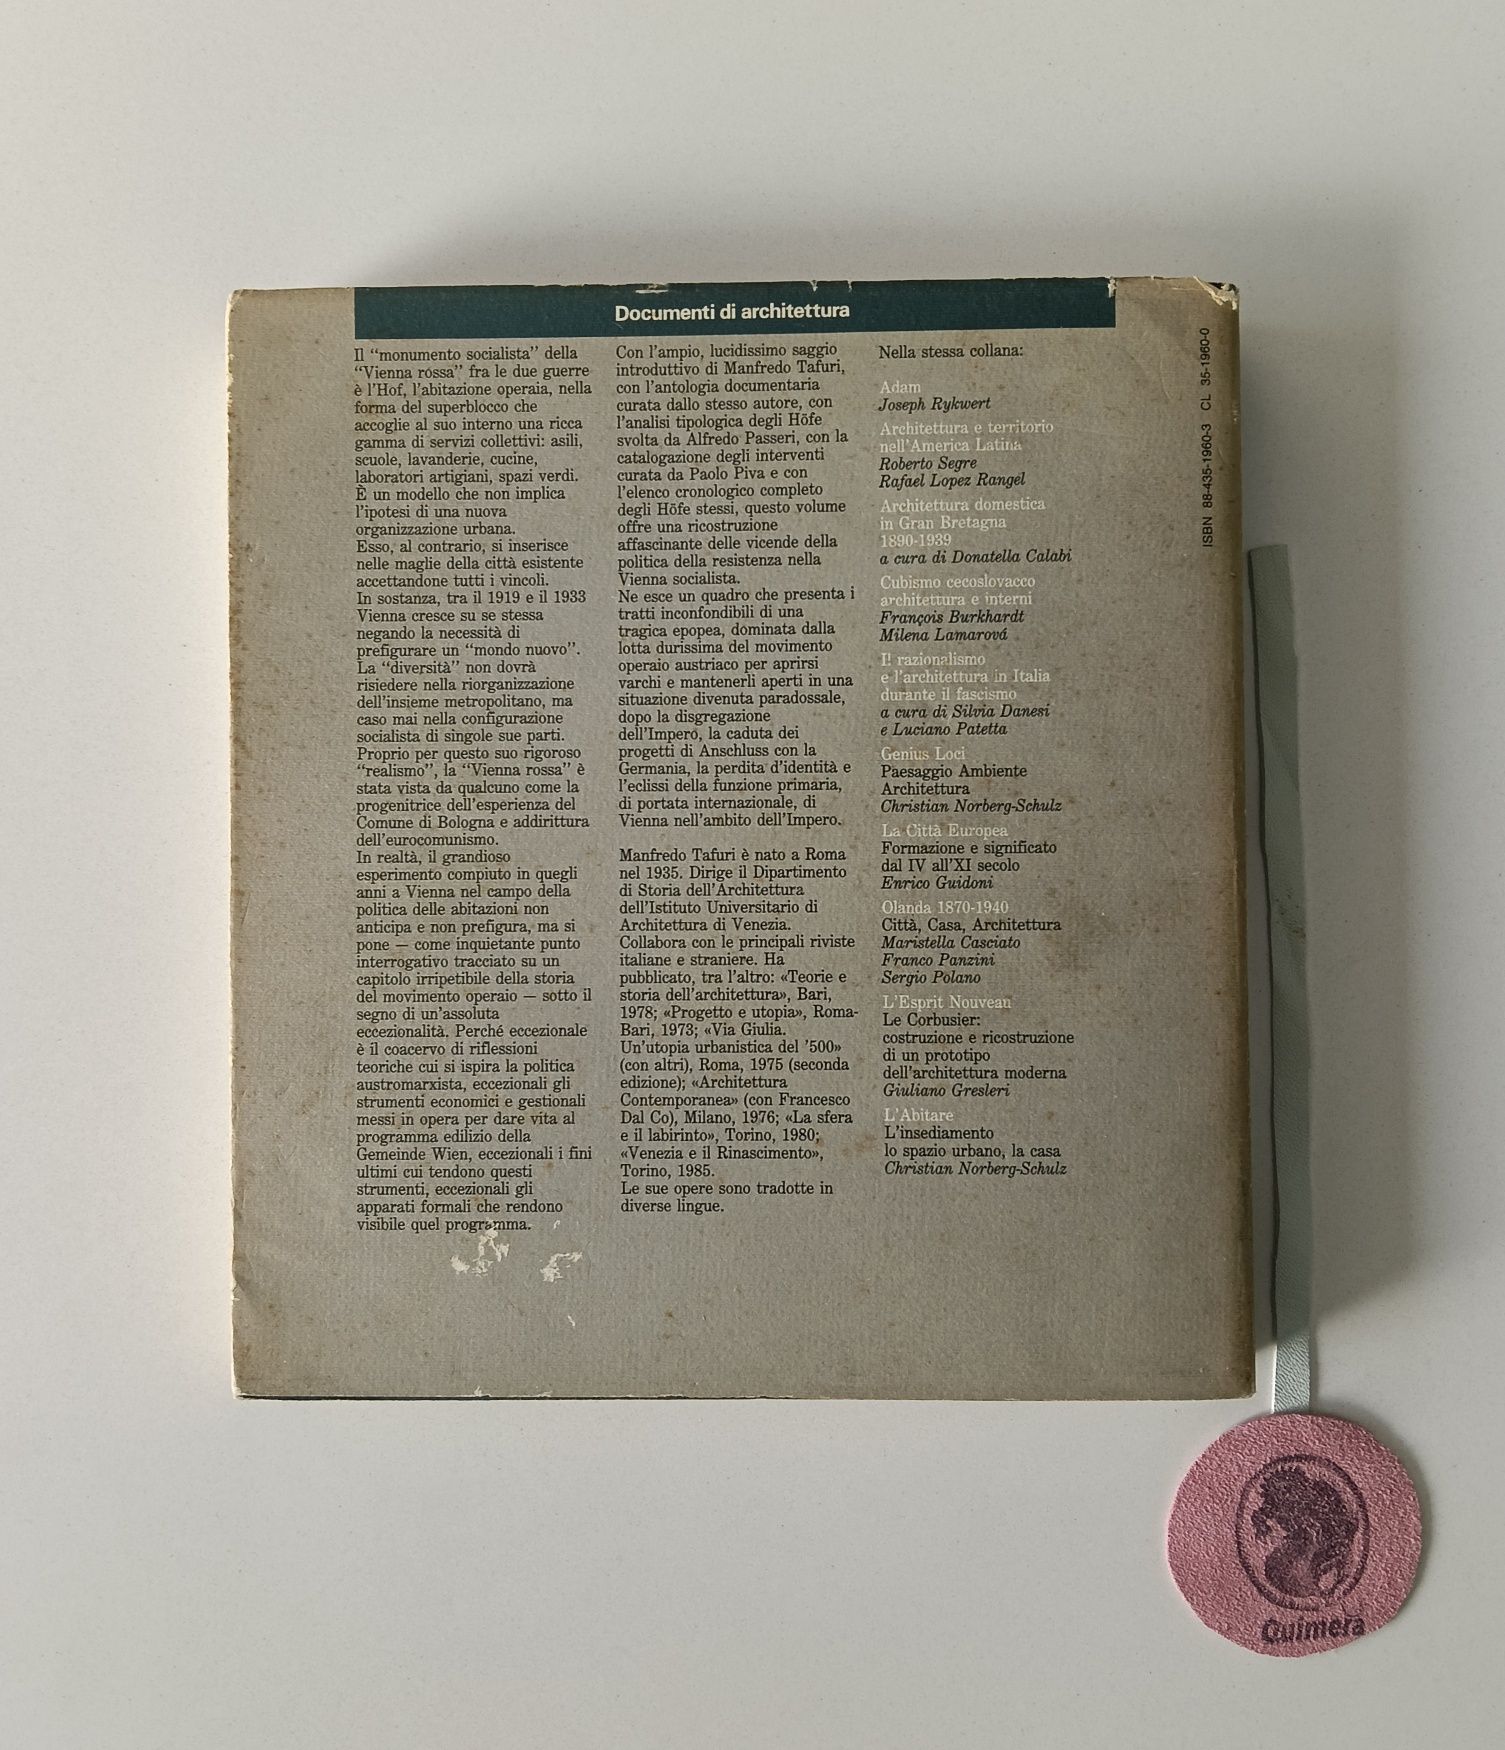 Documenti di architettura
Il “monumento socialista” della
“Vienna rossa” fra le due guerre
è l’Hof, l’abitazione operaia, nella
forma del superblocco che
accoglie al suo interno una ricca
gamma di servizi collettivi: asili,
scuole, lavanderie, cucine,
laboratori artigiani, spazi verdi.
È un modello che non implica
l’ipotesi di una nuova
organizzazione urbana.
Esso, al contrario, si inserisce
nelle maglie della città esistente
accettandone tutti i vincoli.
In sostanza, tra il 1919 e il 1933
Vienna cresce su se stessa
negando la necessità di
prefigurare un “mondo nuovo”.
La “diversità” non dovrà
risiedere nella riorganizzazione
dell’insieme metropolitano, ma
caso mai nella configurazione
socialista di singole sue parti.
Proprio per questo suo rigoroso
“realismo”, la “Vienna rossa” è
stata vista da qualcuno come la
progenitrice dell’esperienza del
Comune di Bologna e addirittura
dell’eurocomunismo.
In realtà, il grandioso
esperimento compiuto in quegli
anni a Vienna nel campo della
politica delle abitazioni non
anticipa e non prefigura, ma si
pone — come inquietante punto
interrogativo tracciato su un
capitolo irripetibile della storia
del movimento operaio — sotto il
segno di un’assoluta
eccezionalità. Perché eccezionale
è il coacervo di riflessioni
teoriche cui si ispira la politica
austromarxista, eccezionali gli
strumenti economici e gestionali
messi in opera per dare vita al
programma edilizio della
Gemeinde Wien, eccezionali i fini
ultimi cui tendono questi
strumenti, eccezionali gli
apparati formali che rendono
visibile quel programma.
Con l’ampio, lucidissimo saggio
introduttivo di Manfredo Tafuri,
con l’antologia documentaria
curata dallo stesso autore, con
l’analisi tipologica degli Höfe
svolta da Alfredo Passeri, con la
catalogazione degli interventi
curata da Paolo Piva e con
l’elenco cronologico completo
degli Höfe stessi, questo volume
offre una ricostruzione
affascinante delle vicende della
politica della resistenza nella
Vienna socialista.
Ne esce un quadro che presenta i
tratti inconfondibili di una
tragica epopea, dominata dalla
lotta durissima del movimento
operaio austriaco per aprirsi
varchi e mantenerli aperti in una
situazione divenuta paradossale,
dopo la disgregazione
dell’Impero, la caduta dei
progetti di Anschluss con la
Germania, la perdita d’identità e
l’eclissi della funzione primaria,
di portata internazionale, di
Vienna nell’ambito dell’Impero.
Manfredo Tafuri è nato a Roma
nel 1935. Dirige il Dipartimento
di Storia dell’Architettura
dell’Istituto Universitario di
Architettura di Venezia.
Collabora con le principali riviste
italiane e straniere. Ha
pubblicato, tra l’altro: «Teorie e
storia dell’architettura», Bari,
1978; «Progetto e utopia», Roma-
Bari, 1973; «Via Giulia.
Un’utopia urbanistica del ’500»
(con altri), Roma, 1975 (seconda
edizione); «Architettura
Contemporanea» (con Francesco
Dal Co), Milano, 1976; «La sfera
e il labirinto», Torino, 1980;
«Venezia e il Rinascimento»,
Torino, 1985.
Le sue opere sono tradotte in
diverse lingue.
Nella stessa collana:
Adam
Joseph Rykwert
Architettura e territorio
nell’America Latina
Roberto Segre
Rafael Lopez Rangel
Architettura domestica
in Gran Bretagna
1890-1939
a cura di Donatella Calabi
Cubismo cecoslovacco
architettura e interni
François Burkhardt
Milena Lamarová
Il razionalismo
e l’architettura in Italia
durante il fascismo
a cura di Silvia Danesi
e Luciano Patetta
Genius Loci
Paesaggio Ambiente
Architettura
Christian Norberg-Schulz
La Città Europea
Formazione e significato
dal IV all’XI secolo
Enrico Guidoni
Olanda 1870-1940
Città, Casa, Architettura
Maristella Casciato
Franco Panzini
Sergio Polano
L’Esprit Nouveau
Le Corbusier:
costruzione e ricostruzione
di un prototipo
dell’architettura moderna
Giuliano Gresleri
L’Abitare
L’insediamento
lo spazio urbano, la casa
Christian Norberg-Schulz
ISBN 88-435-1960-3 CL 35-1960-0
Quimera